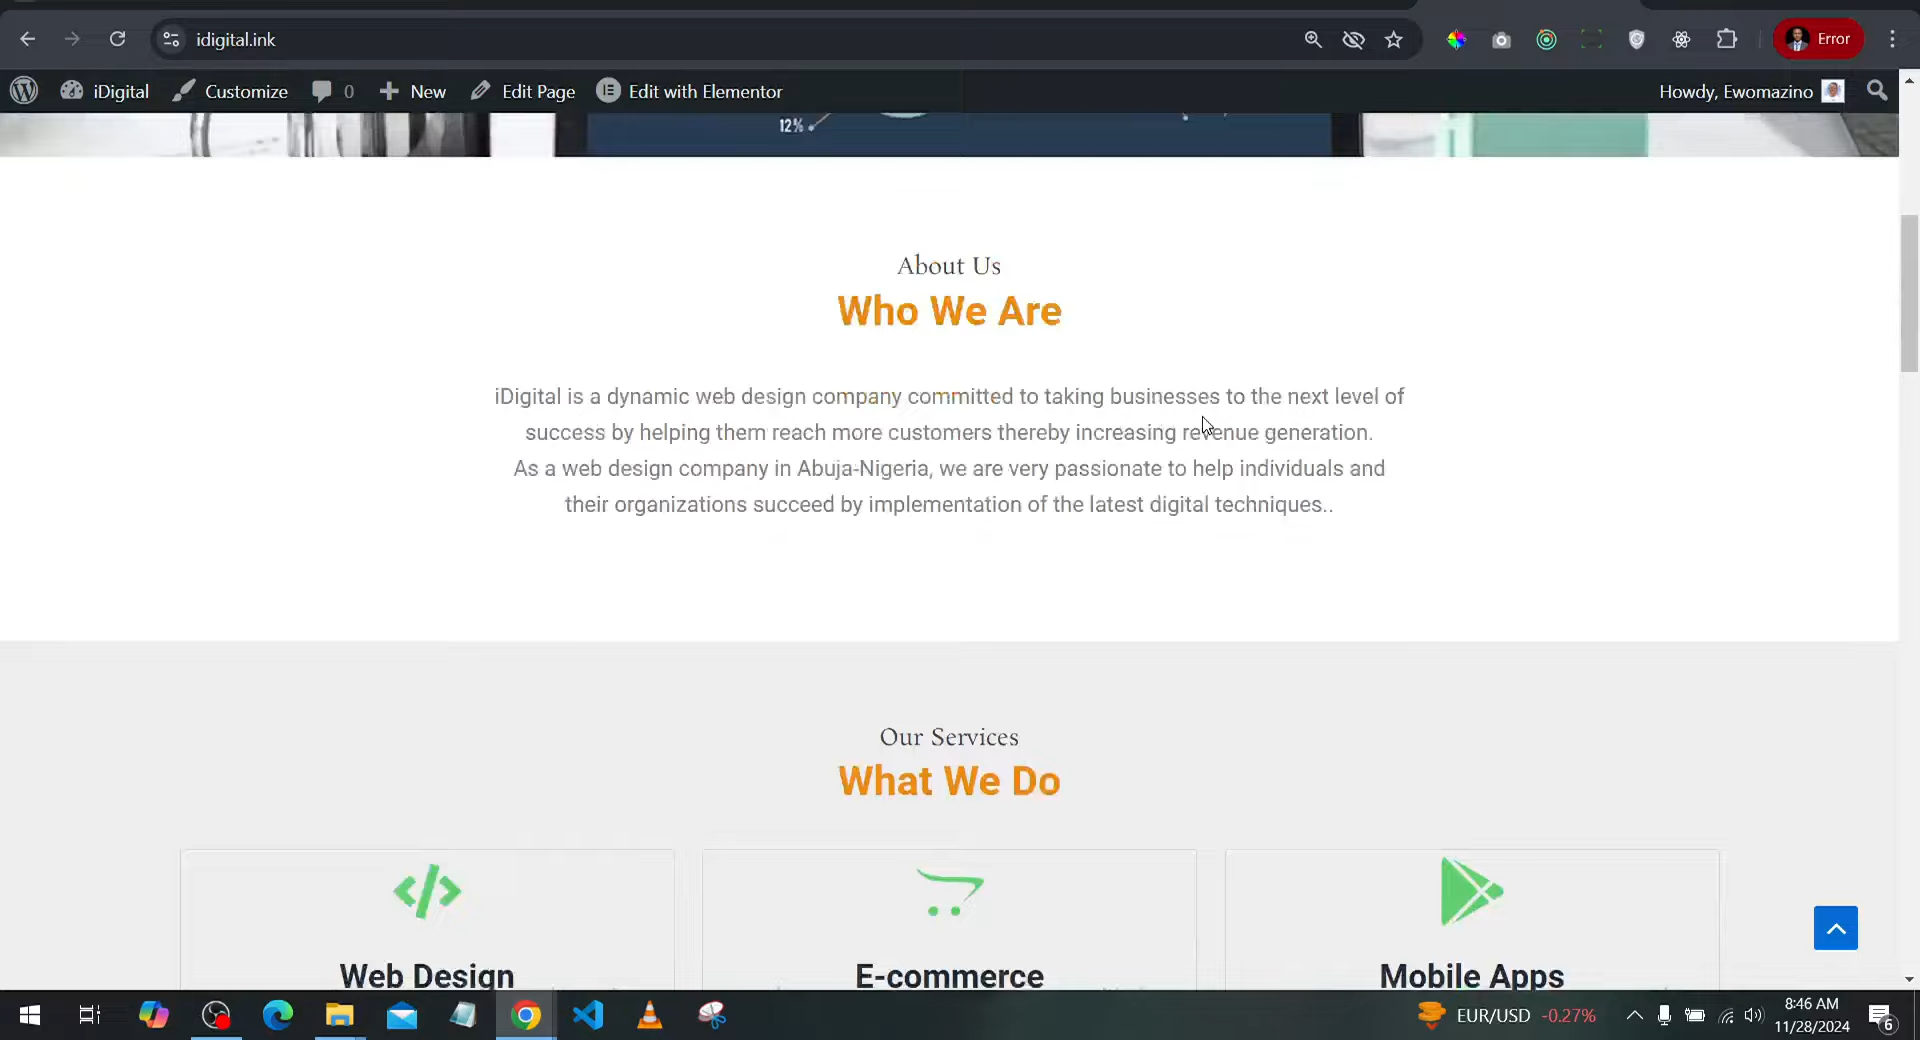 idigital.ink
Error
iDigital
Customize
0
New
Edit Page
Edit with Elementor
Howdy, Ewomazino
12%
About Us
Who We Are
iDigital is a dynamic web design company committed to taking businesses to the next level of
success by helping them reach more customers thereby increasing revenue generation.
As a web design company in Abuja-Nigeria, we are very passionate to help individuals and
their organizations succeed by implementation of the latest digital techniques..
Our Services
What We Do
Web Design
E-commerce
Mobile Apps
EUR/USD -0.27%
8:46 AM
11/28/2024
6